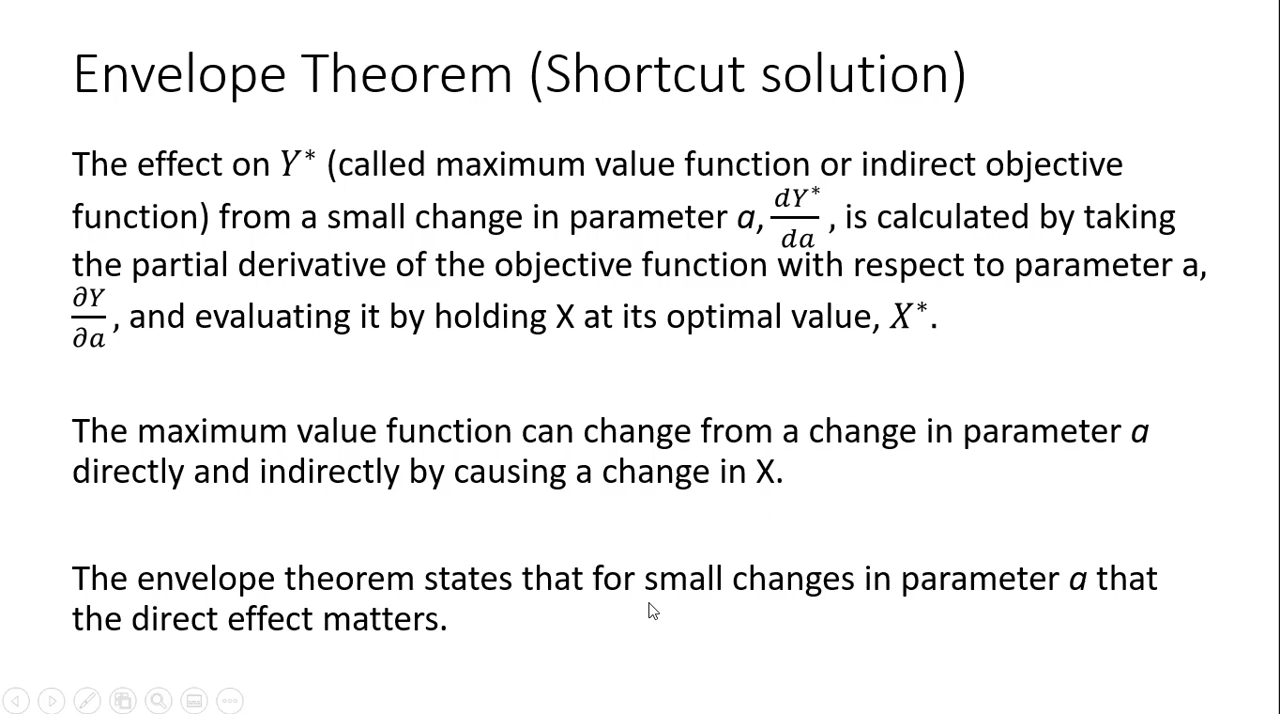 Envelope Theorem (Shortcut solution)
The effect on Y* (called maximum value function or indirect objective
function) from a small change in parameter a, dY*/da, is calculated by taking
the partial derivative of the objective function with respect to parameter a,
∂Y/∂a, and evaluating it by holding X at its optimal value, X*.
The maximum value function can change from a change in parameter a
directly and indirectly by causing a change in X.
The envelope theorem states that for small changes in parameter a that
the direct effect matters.